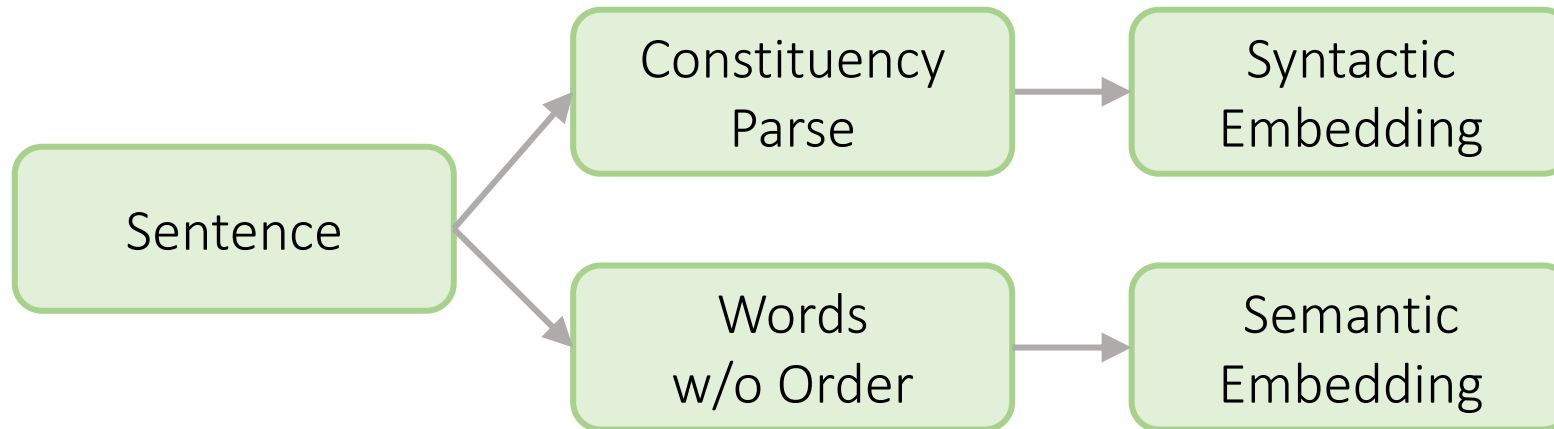 Constituency
Parse
Syntactic
Embedding
Sentence
Words
w/o Order
Semantic
Embedding